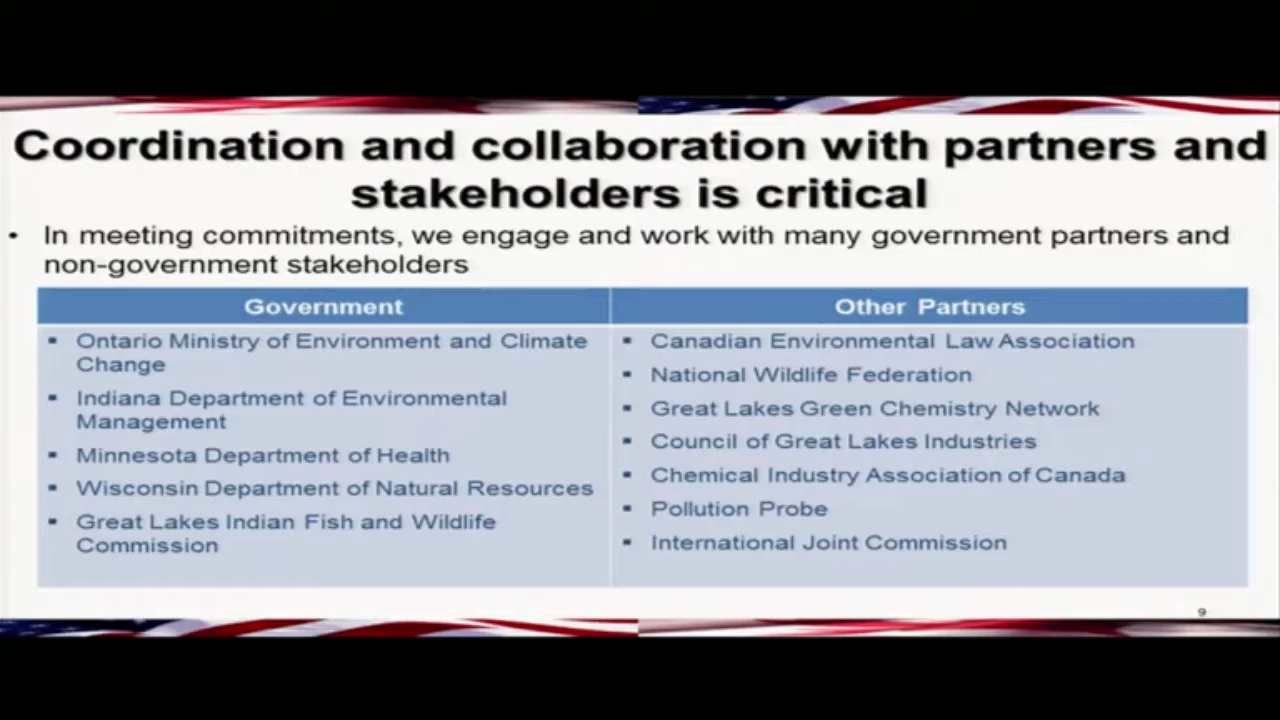 Coordination and collaboration with partners and
stakeholders is critical
• In meeting commitments, we engage and work with many government partners and
non-government stakeholders
Government
▪ Ontario Ministry of Environment and Climate
Change
▪ Indiana Department of Environmental
Management
▪ Minnesota Department of Health
▪ Wisconsin Department of Natural Resources
▪ Great Lakes Indian Fish and Wildlife
Commission
Other Partners
▪ Canadian Environmental Law Association
▪ National Wildlife Federation
▪ Great Lakes Green Chemistry Network
▪ Council of Great Lakes Industries
▪ Chemical Industry Association of Canada
▪ Pollution Probe
▪ International Joint Commission
9